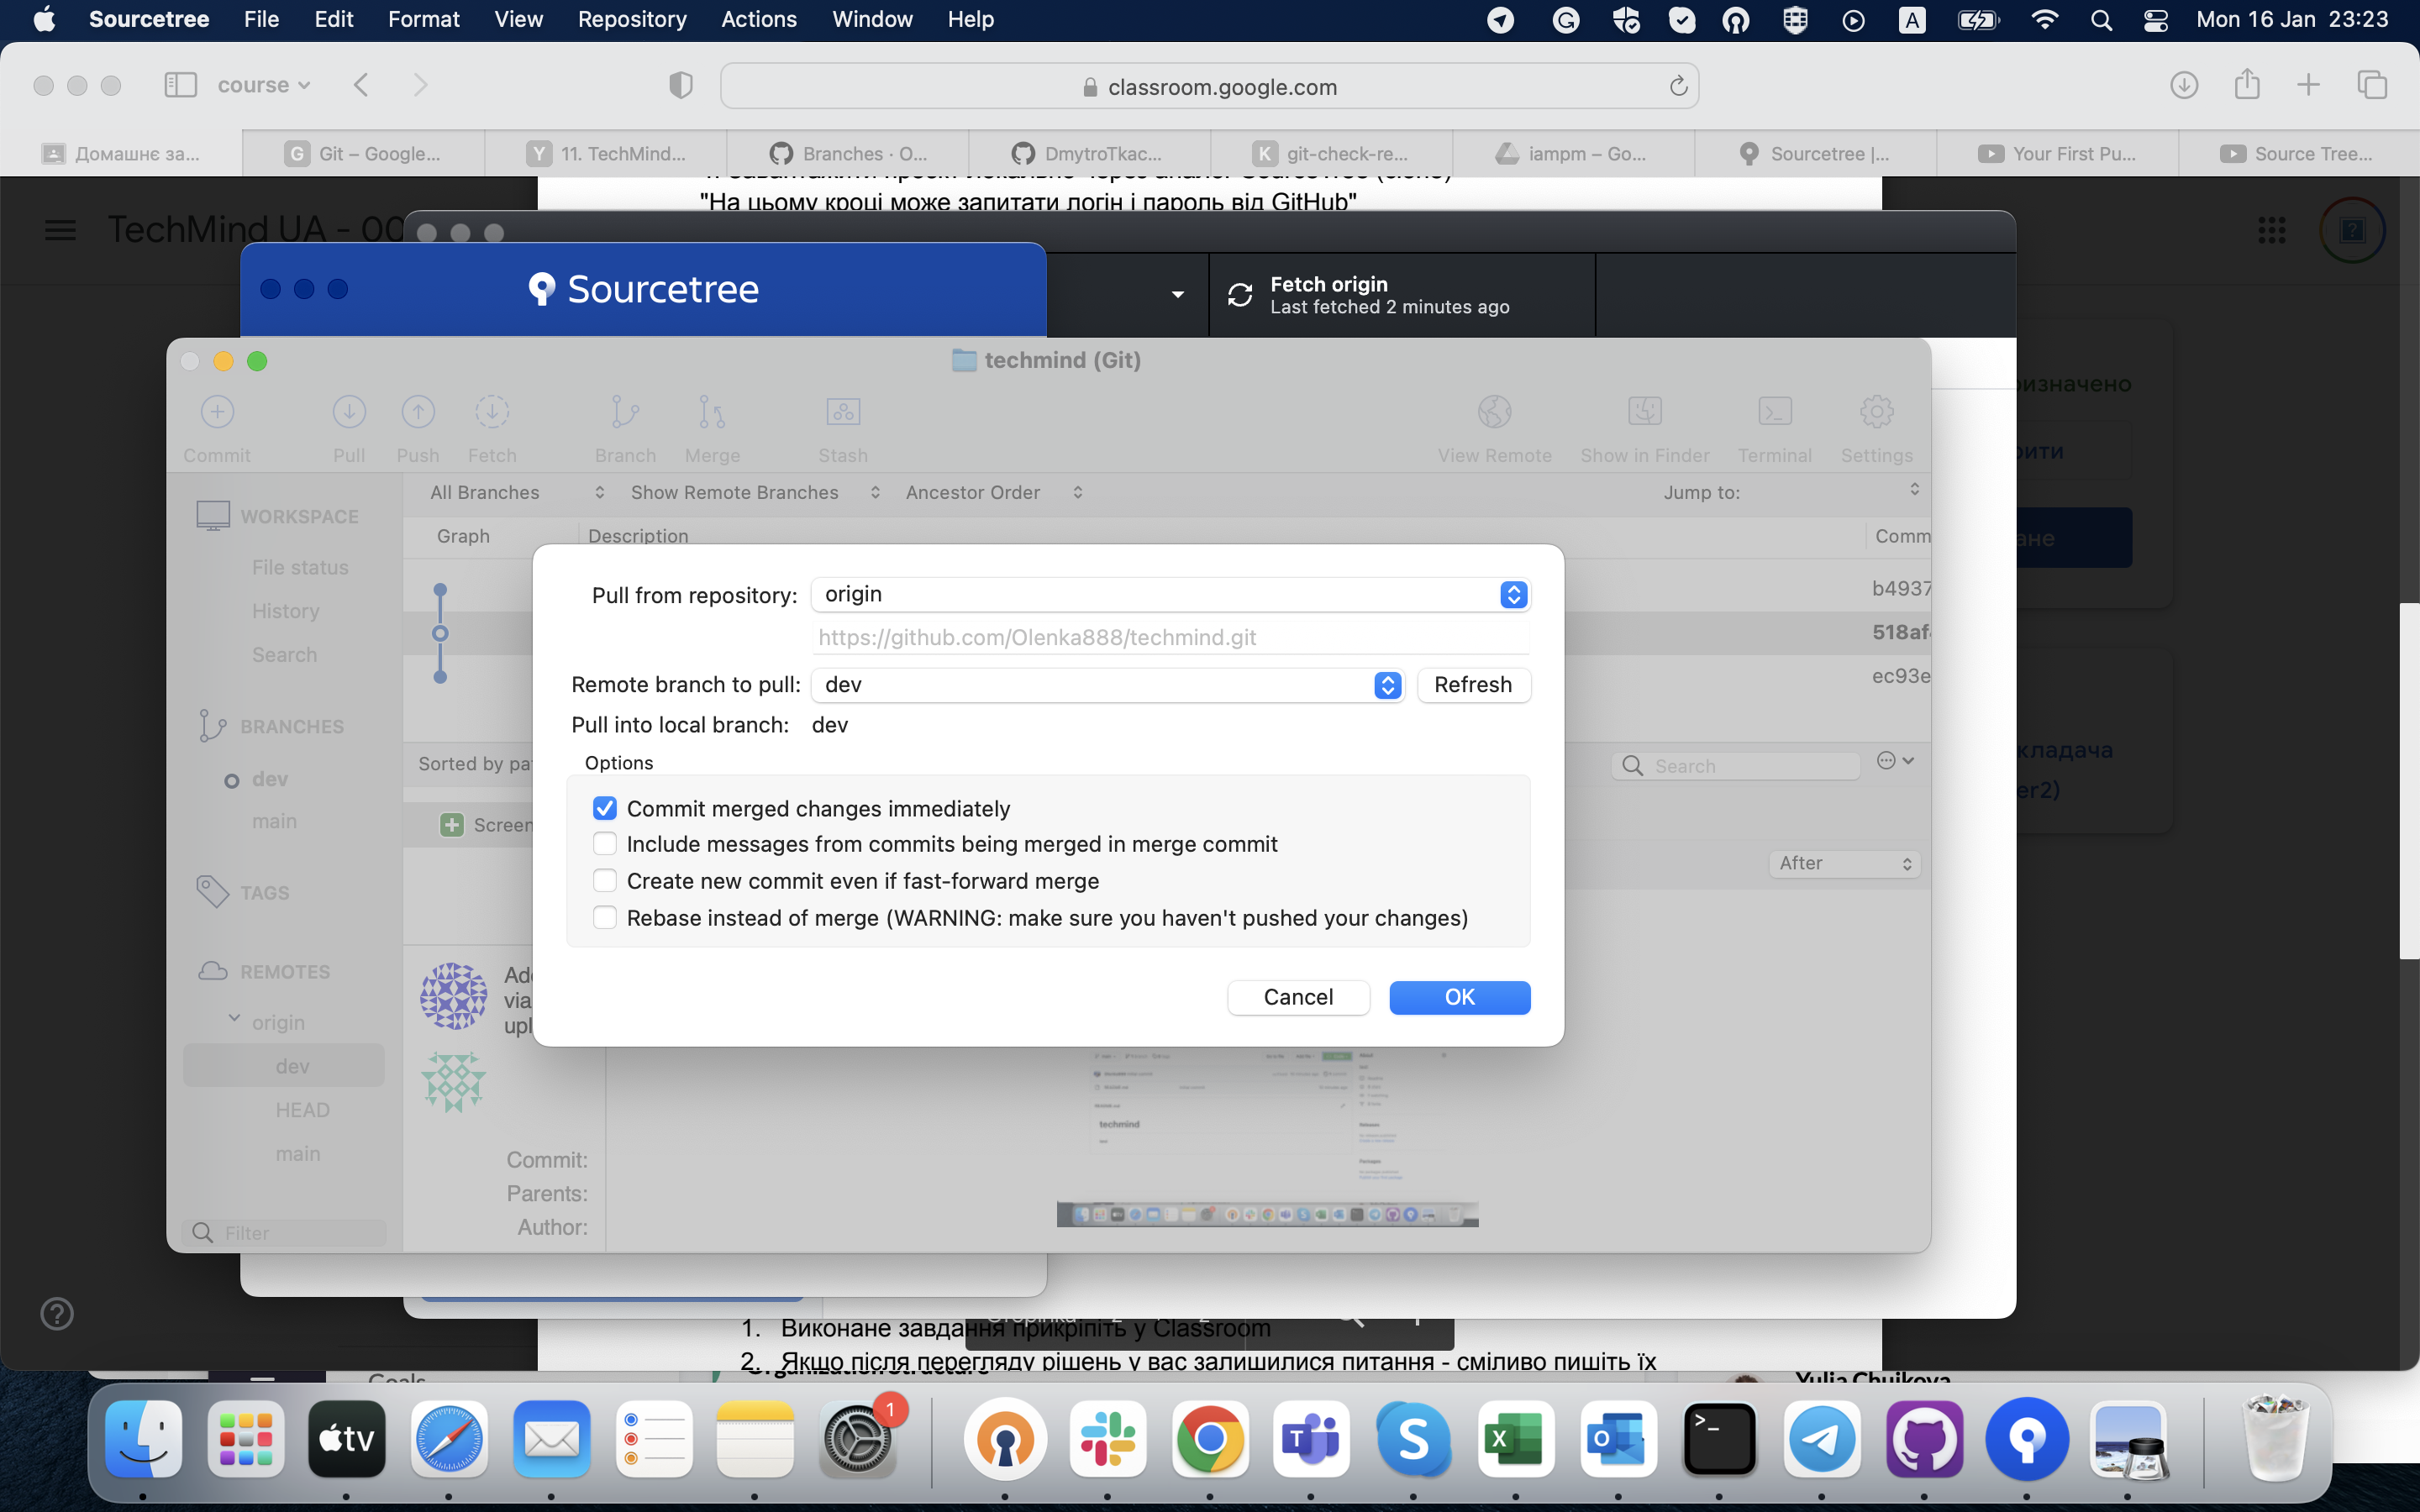 Sourcetree File Edit Format View Repository Actions Window Help A Mon 16 Jan 23:23
course classroom.google.com
Домашнє за... G Git – Google... Y 11. TechMind... Branches · O... DmytroTkac... K git-check-re... iampm – Go... Sourcetree |... Your First Pu... Source Tree...
"На цьому кроці може запитати логін і пароль від GitHub"
TechMind UA - 00
Sourcetree
Fetch origin
Last fetched 2 minutes ago
techmind (Git)
Commit Pull Push Fetch Branch Merge Stash View Remote Show in Finder Terminal Settings
All Branches Show Remote Branches Ancestor Order Jump to:
Graph Description Comm
WORKSPACE
File status
History
Search
BRANCHES
dev
main
TAGS
REMOTES
origin
dev
HEAD
main
Filter
b4937
518af
ec93e
Sorted by pa
Search
Screen
After
Pull from repository: origin
https://github.com/Olenka888/techmind.git
Remote branch to pull: dev Refresh
Pull into local branch: dev
Options
Commit merged changes immediately
Include messages from commits being merged in merge commit
Create new commit even if fast-forward merge
Rebase instead of merge (WARNING: make sure you haven't pushed your changes)
Cancel OK
Ad
via
upl
Commit:
Parents:
Author:
techmind
ризначено
рити
ане
кладача
er2)
1. Виконане завдання прикріпіть у Classroom
2. Якщо після перегляду рішень у вас залишилися питання - сміливо пишіть їх
Goals
Organization structure
Yulia Chuikova
tv
1